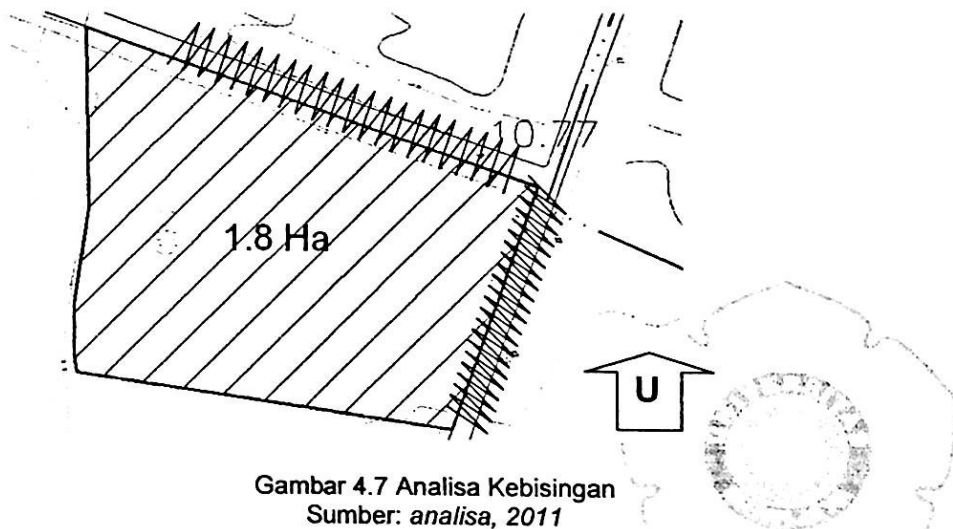 10.77
1.8 Ha
U
Gambar 4.7 Analisa Kebisingan
Sumber: analisa, 2011